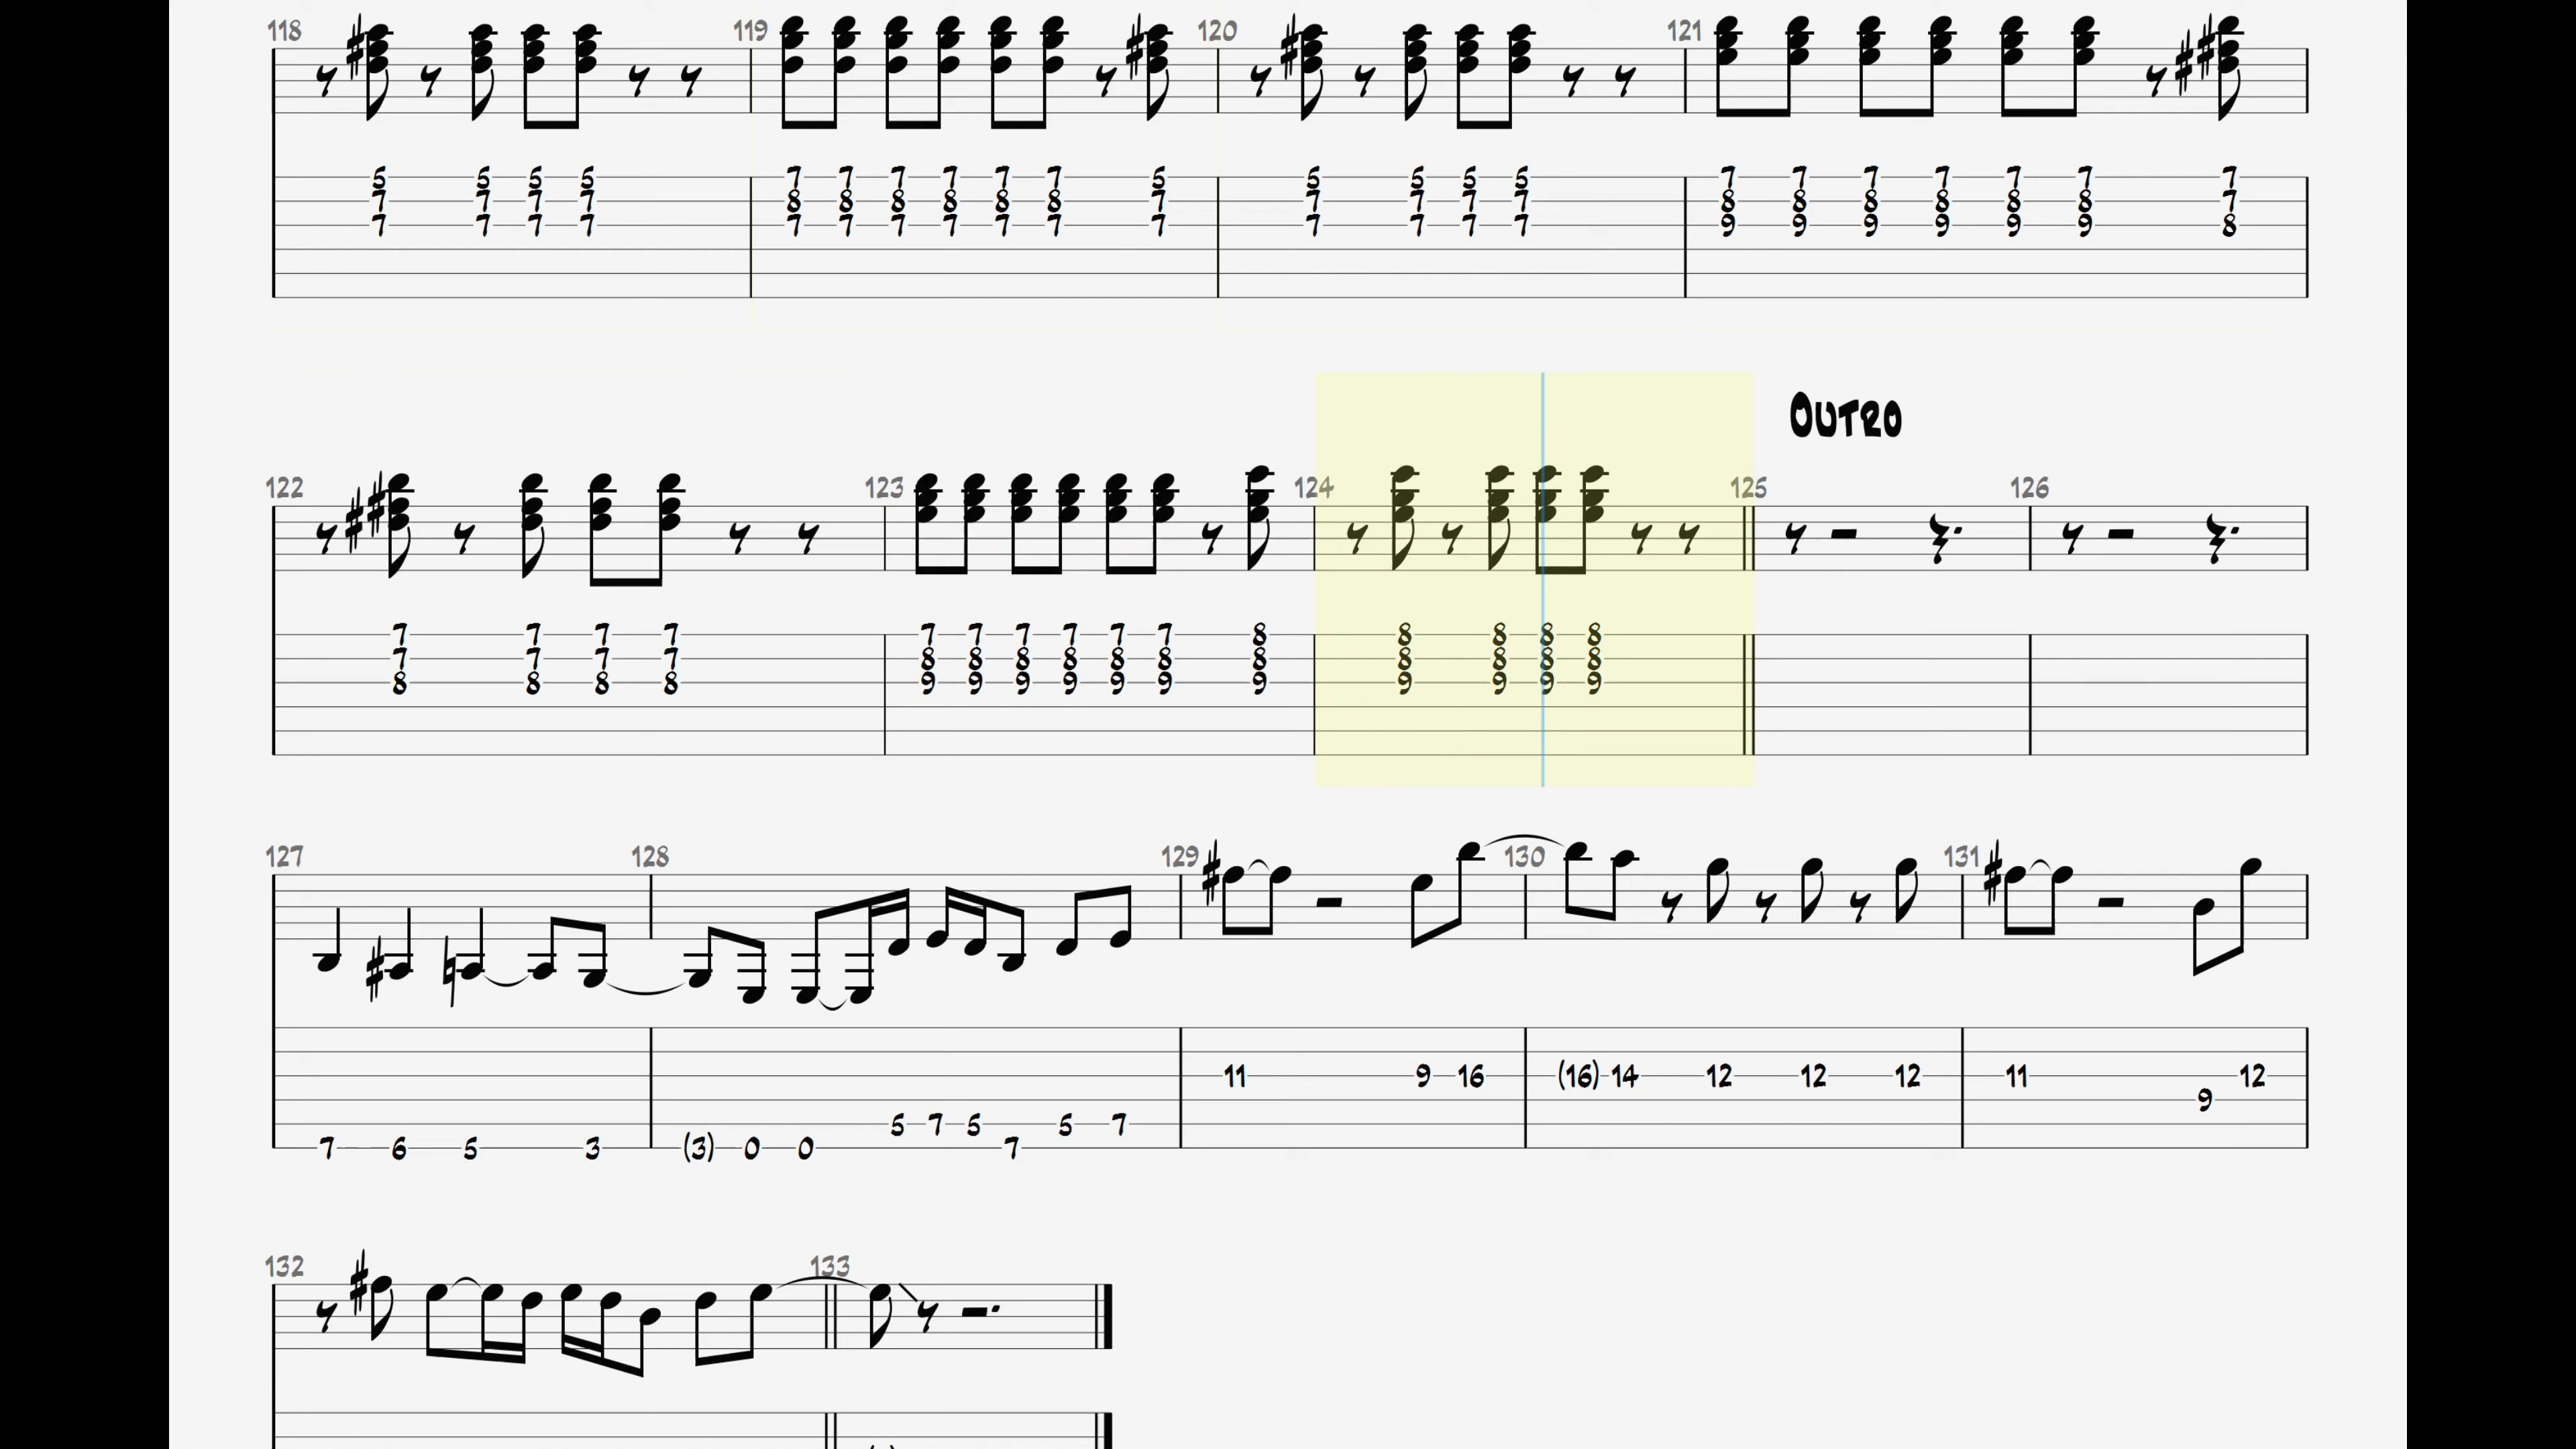 118 119 120 121
5 5 5 5 7 7 7 7 7 7 5 5 5 5 5 7 7 7 7 7 7 7
7 7 7 7 8 8 8 8 8 8 7 7 7 7 7 8 8 8 8 8 8 7
7 7 7 7 7 7 7 7 7 7 7 7 7 7 7 9 9 9 9 9 9 8
Outro
122 123 124 125 126
7 7 7 7 7 7 7 7 7 7 8 8 8 8 8
7 7 7 7 8 8 8 8 8 8 8 8 8 8 8
8 8 8 8 9 9 9 9 9 9 9 9 9 9 9
127 128 129 130 131
11 9 16 (16) 14 12 12 12 11 12
9
5 7 5 5 7
7 6 5 3 (3) 0 0 7
132 133